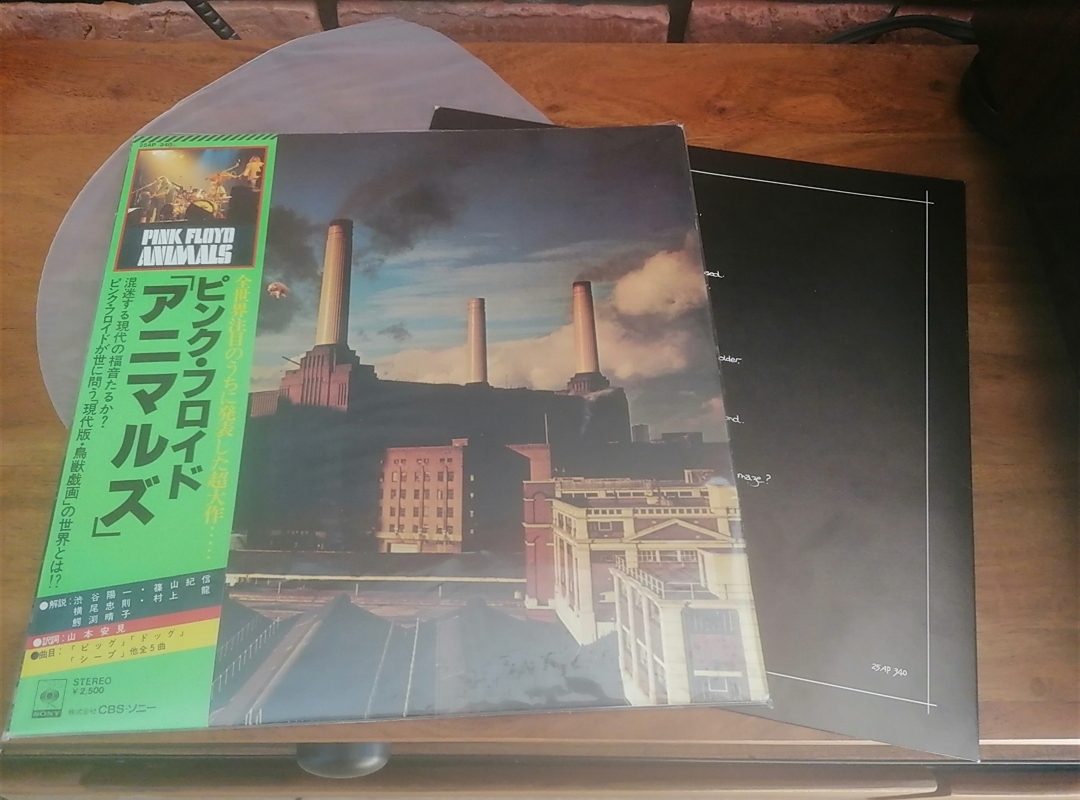 25AP 340
PINK FLOYD
ANIMALS
全世界注目のうちに発表した超大作……
ピンク・フロイド
「アニマルズ」
混迷する現代の福音たるか?
ピンク・フロイドが世に問う「現代版・鳥獣戯画」の世界とは!?
●解説:渋谷陽一・篠山紀信
横尾忠則・村上龍
鰐渕晴子
●訳詞:山本安見
●曲目:「ピッグ」「ドッグ」
「シープ」他全5曲
STEREO
¥2,500
SONY
株式会社 CBS・ソニー
older.
maze?
25AP 340